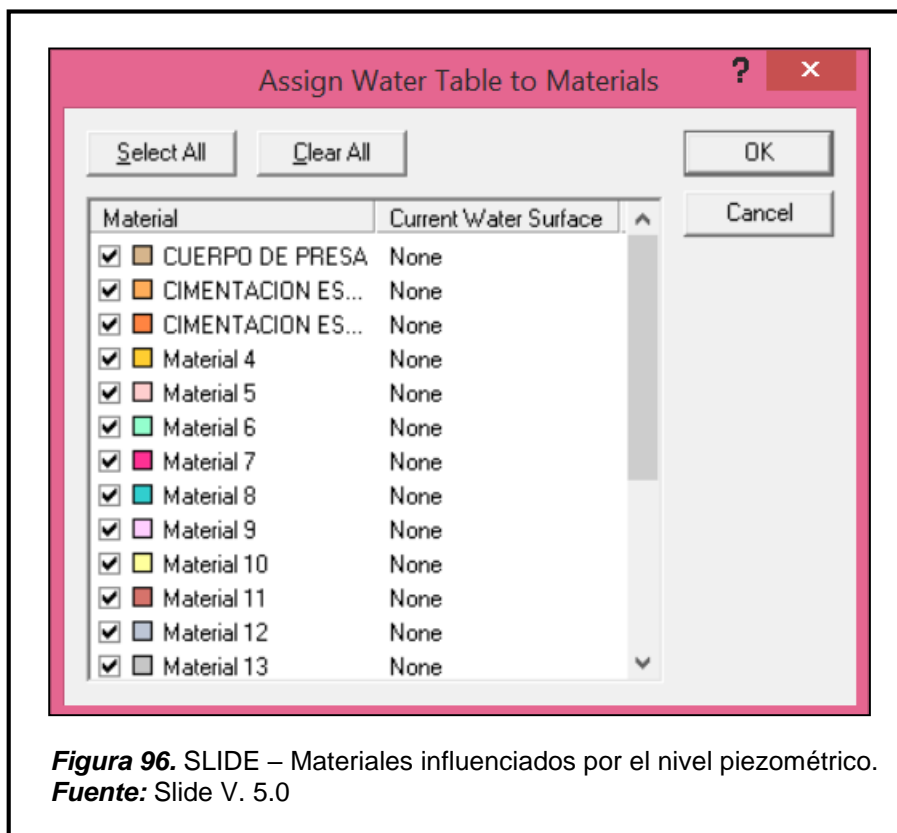 Assign Water Table to Materials ?
Select All Clear All OK
Cancel
Material Current Water Surface
CUERPO DE PRESA None
CIMENTACION ES... None
CIMENTACION ES... None
Material 4 None
Material 5 None
Material 6 None
Material 7 None
Material 8 None
Material 9 None
Material 10 None
Material 11 None
Material 12 None
Material 13 None
Figura 96. SLIDE – Materiales influenciados por el nivel piezométrico.
Fuente: Slide V. 5.0